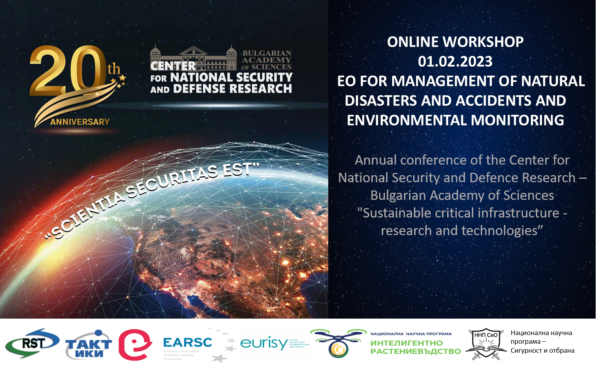 20th
ANNIVERSARY
BULGARIAN
ACADEMY
of SCIENCES
CENTER
FOR NATIONAL SECURITY
AND DEFENSE RESEARCH
"SCIENTIA SECURITAS EST"
ONLINE WORKSHOP
01.02.2023
EO FOR MANAGEMENT OF NATURAL
DISASTERS AND ACCIDENTS AND
ENVIRONMENTAL MONITORING
Annual conference of the Center for
National Security and Defence Research –
Bulgarian Academy of Sciences
"Sustainable critical infrastructure -
research and technologies”
RST
ТАКТ
ИКИ
EARSC
eurisy
НАЦИОНАЛНА НАУЧНА ПРОГРАМА
ИНТЕЛИГЕНТНО
РАСТЕНИЕВЪДСТВО
ННП СиО
Национална научна
програма –
Сигурност и отбрана